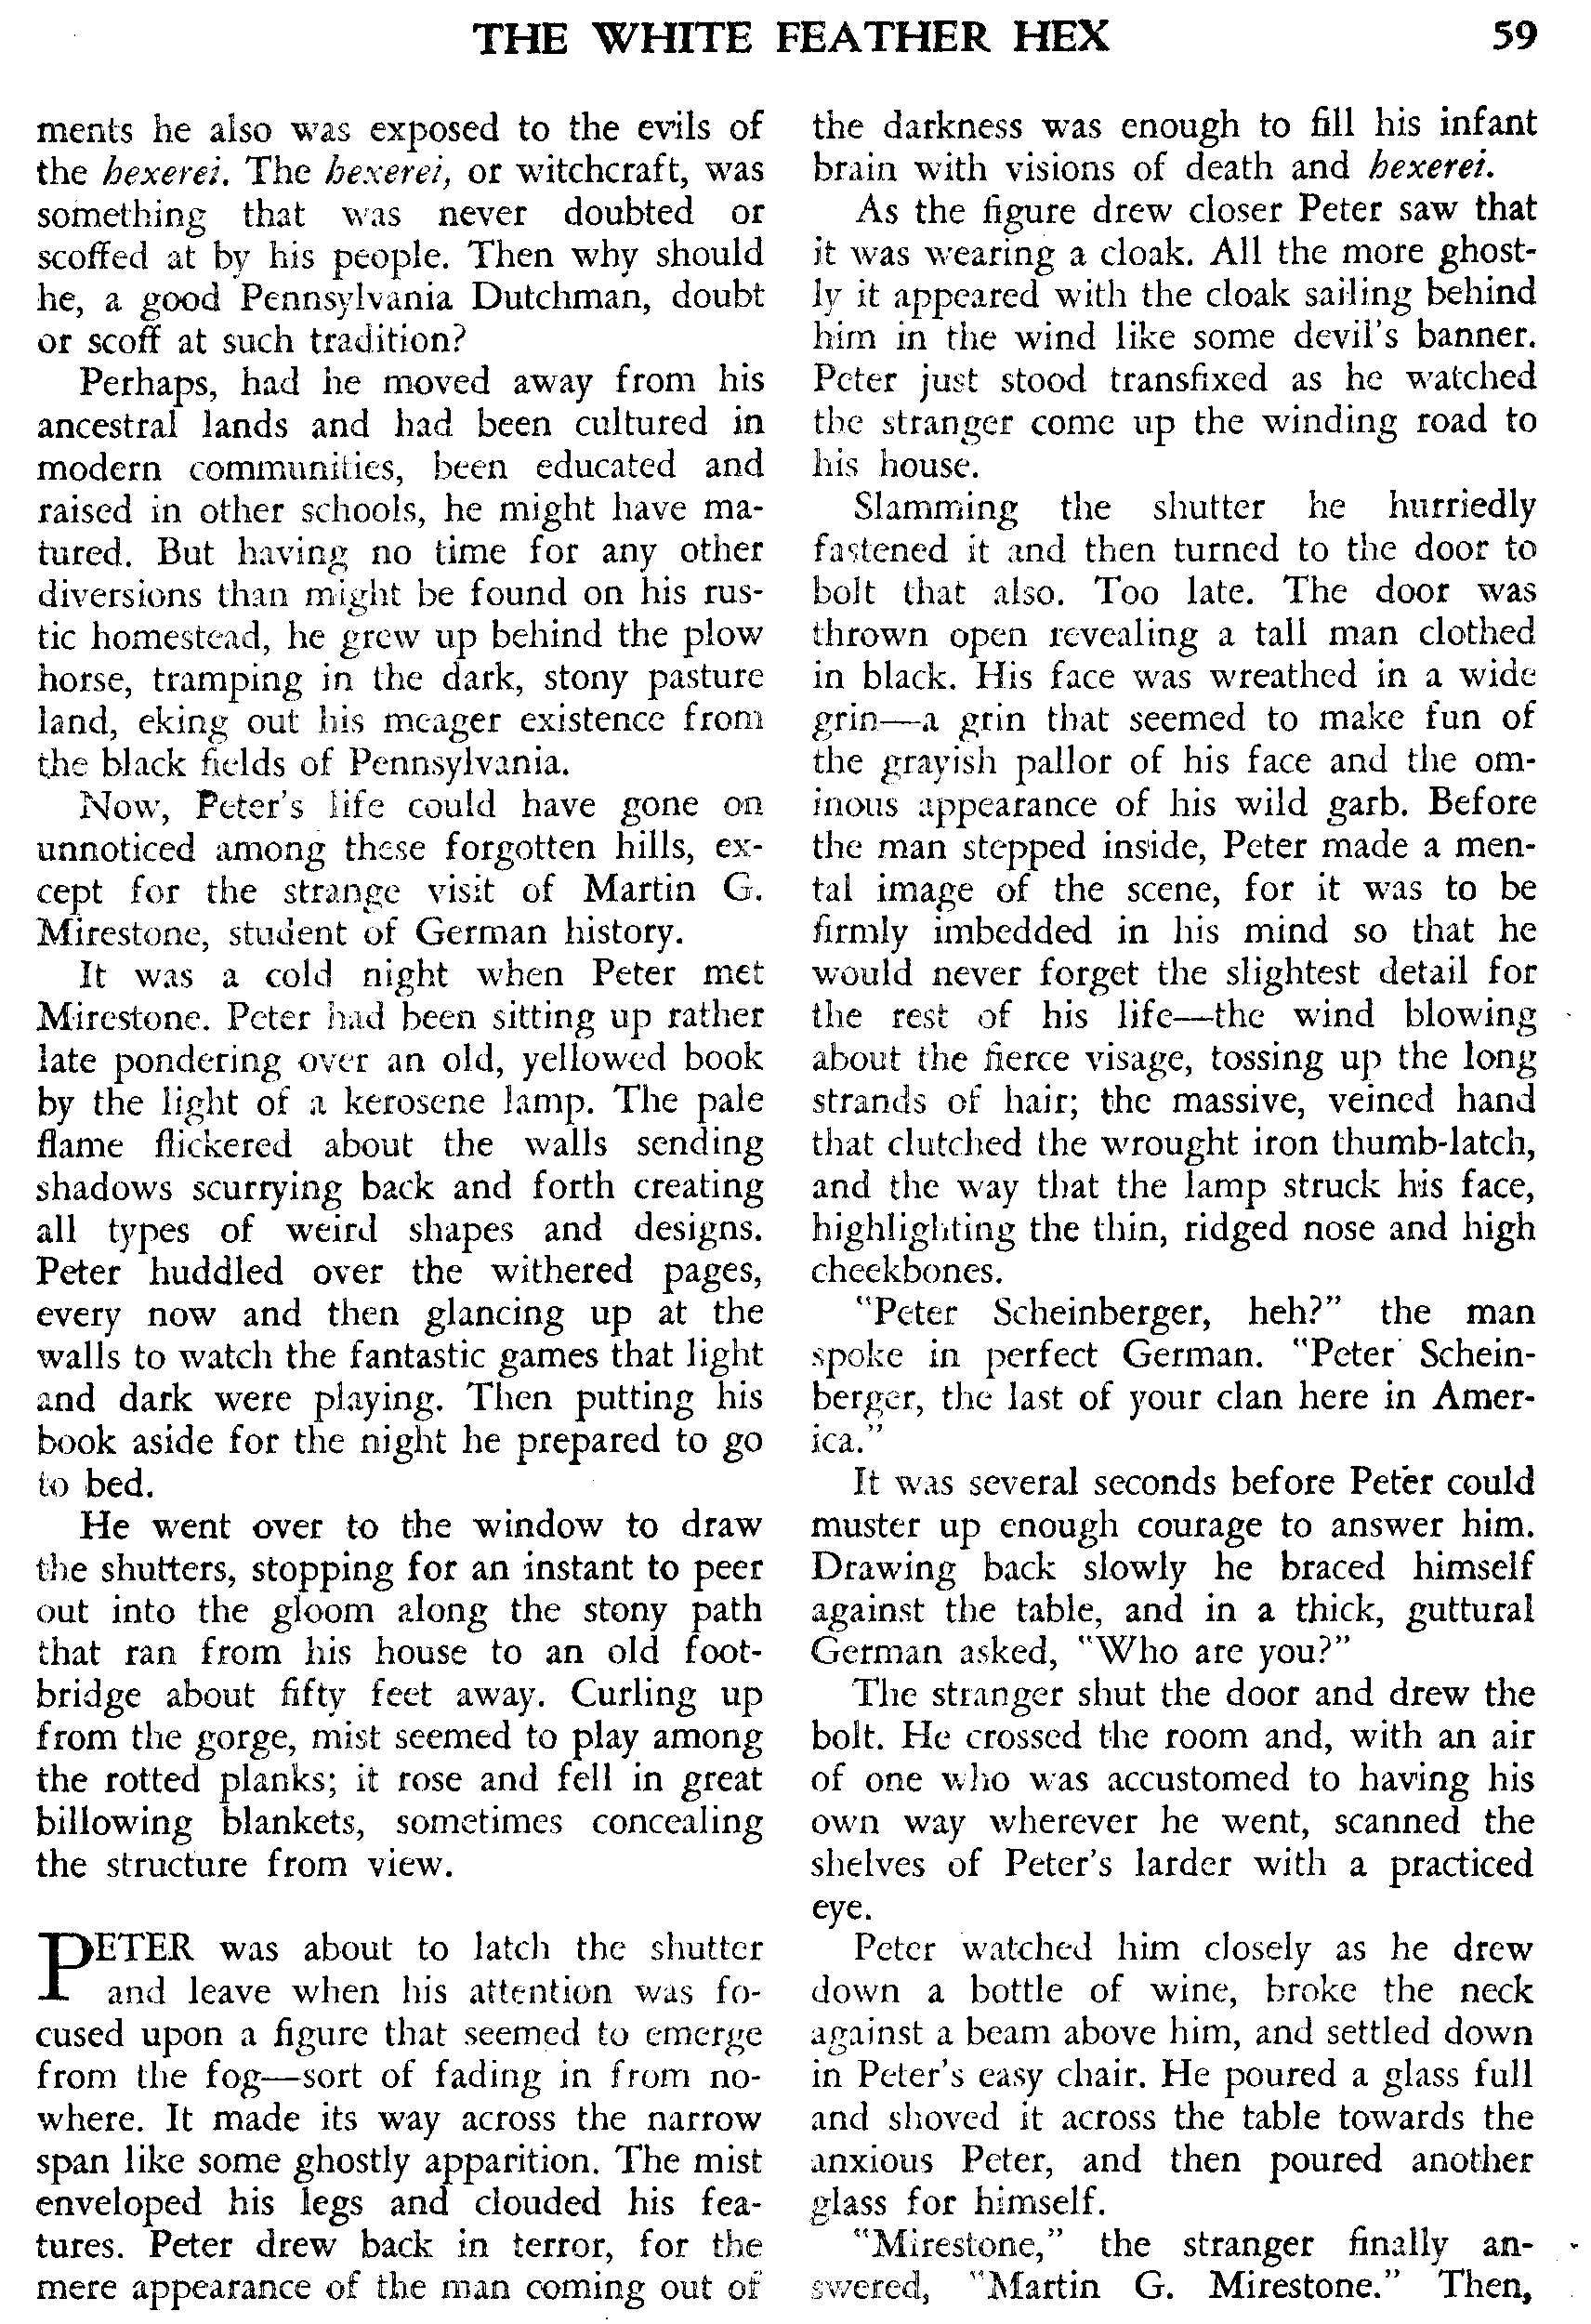 THE WHITE FEATHER HEX 59
ments he also was exposed to the evils of
the hexerei. The hexerei, or witchcraft, was
something that was never doubted or
scoffed at by his people. Then why should
he, a good Pennsylvania Dutchman, doubt
or scoff at such tradition?
Perhaps, had he moved away from his
ancestral lands and had been cultured in
modern communities, been educated and
raised in other schools, he might have ma-
tured. But having no time for any other
diversions than might be found on his rus-
tic homestead, he grew up behind the plow
horse, tramping in the dark, stony pasture
land, eking out his meager existence from
the black fields of Pennsylvania.
Now, Peter's life could have gone on
unnoticed among these forgotten hills, ex-
cept for the strange visit of Martin G.
Mirestone, student of German history.
It was a cold night when Peter met
Mirestone. Peter had been sitting up rather
late pondering over an old, yellowed book
by the light of a kerosene lamp. The pale
flame flickered about the walls sending
shadows scurrying back and forth creating
all types of weird shapes and designs.
Peter huddled over the withered pages,
every now and then glancing up at the
walls to watch the fantastic games that light
and dark were playing. Then putting his
book aside for the night he prepared to go
to bed.
He went over to the window to draw
the shutters, stopping for an instant to peer
out into the gloom along the stony path
that ran from his house to an old foot-
bridge about fifty feet away. Curling up
from the gorge, mist seemed to play among
the rotted planks; it rose and fell in great
billowing blankets, sometimes concealing
the structure from view.
PETER was about to latch the shutter
and leave when his attention was fo-
cused upon a figure that seemed to emerge
from the fog—sort of fading in from no-
where. It made its way across the narrow
span like some ghostly apparition. The mist
enveloped his legs and clouded his fea-
tures. Peter drew back in terror, for the
mere appearance of the man coming out of
the darkness was enough to fill his infant
brain with visions of death and hexerei.
As the figure drew closer Peter saw that
it was wearing a cloak. All the more ghost-
ly it appeared with the cloak sailing behind
him in the wind like some devil's banner.
Peter just stood transfixed as he watched
the stranger come up the winding road to
his house.
Slamming the shutter he hurriedly
fastened it and then turned to the door to
bolt that also. Too late. The door was
thrown open revealing a tall man clothed
in black. His face was wreathed in a wide
grin—a grin that seemed to make fun of
the grayish pallor of his face and the om-
inous appearance of his wild garb. Before
the man stepped inside, Peter made a men-
tal image of the scene, for it was to be
firmly imbedded in his mind so that he
would never forget the slightest detail for
the rest of his life—the wind blowing
about the fierce visage, tossing up the long
strands of hair; the massive, veined hand
that clutched the wrought iron thumb-latch,
and the way that the lamp struck his face,
highlighting the thin, ridged nose and high
cheekbones.
"Peter Scheinberger, heh?" the man
spoke in perfect German. "Peter Schein-
berger, the last of your clan here in Amer-
ica."
It was several seconds before Peter could
muster up enough courage to answer him.
Drawing back slowly he braced himself
against the table, and in a thick, guttural
German asked, "Who are you?"
The stranger shut the door and drew the
bolt. He crossed the room and, with an air
of one who was accustomed to having his
own way wherever he went, scanned the
shelves of Peter's larder with a practiced
eye.
Peter watched him closely as he drew
down a bottle of wine, broke the neck
against a beam above him, and settled down
in Peter's easy chair. He poured a glass full
and shoved it across the table towards the
anxious Peter, and then poured another
glass for himself.
"Mirestone," the stranger finally an-
swered, "Martin G. Mirestone." Then,